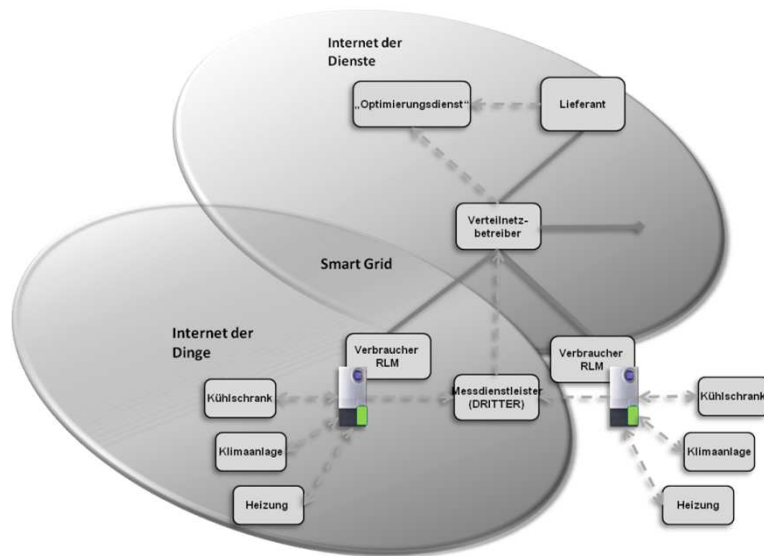 Internet der
Dienste
„Optimierungsdienst“
Lieferant
Verteilnetz-
betreiber
Smart Grid
Internet der
Dinge
Verbraucher
RLM
Verbraucher
RLM
Messdienstleister
(DRITTER)
Kühlschrank
Kühlschrank
Klimaanlage
Klimaanlage
Heizung
Heizung